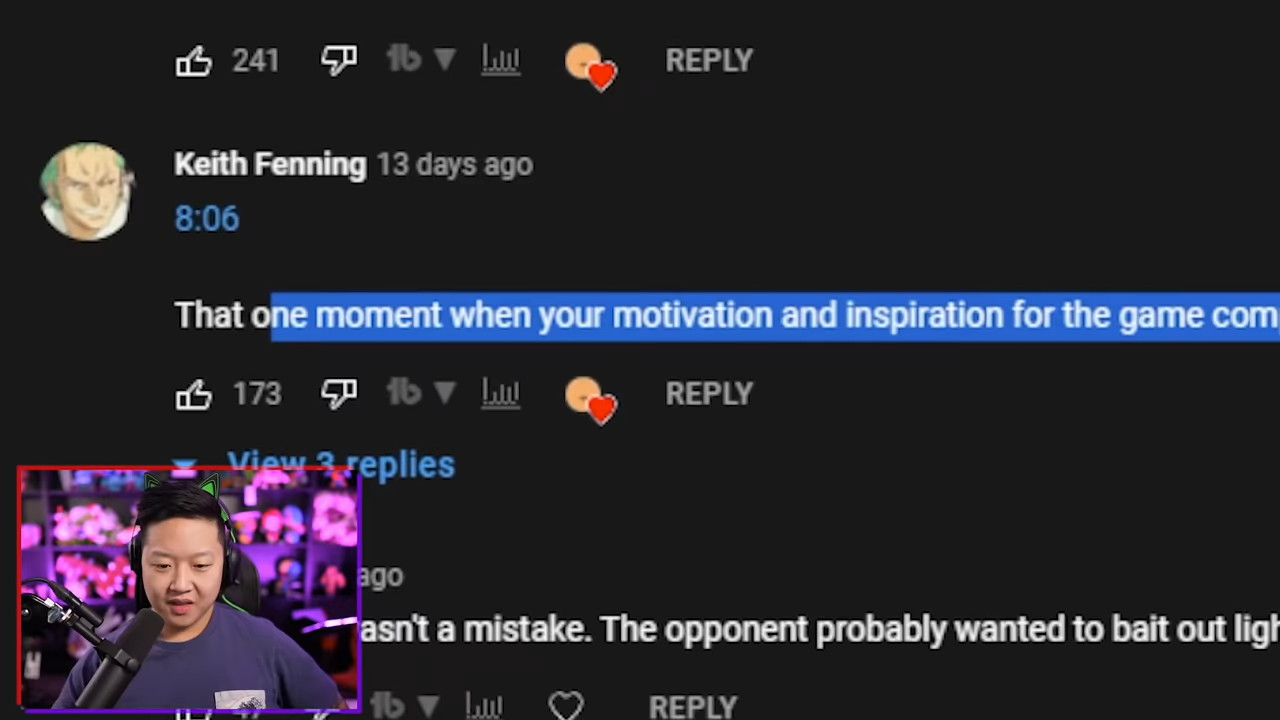 241 REPLY
Keith Fenning 13 days ago
8:06
That one moment when your motivation and inspiration for the game com
173 REPLY
View 3 replies
ago
asn't a mistake. The opponent probably wanted to bait out ligh
REPLY